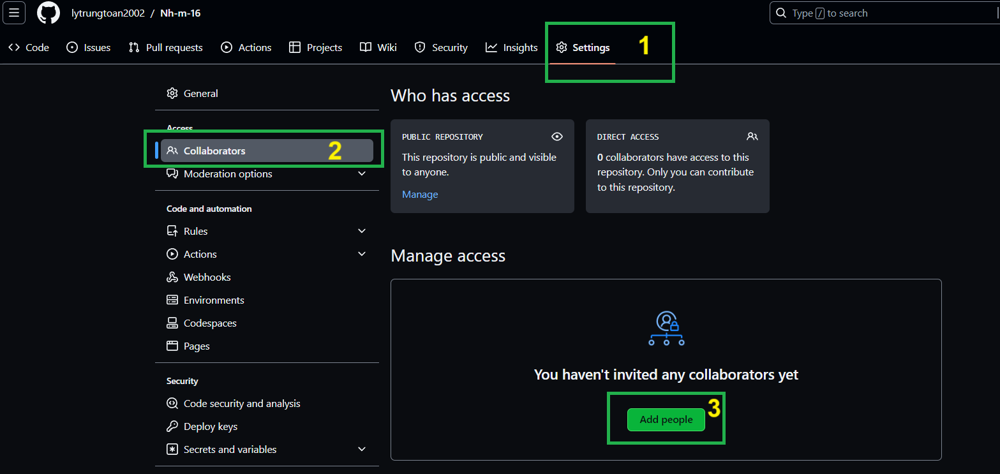 lytrungtoan2002 / Nh-m-16
Type / to search
Code Issues Pull requests Actions Projects Wiki Security Insights Settings 1
General
Access
Collaborators 2
Moderation options
Code and automation
Rules
Actions
Webhooks
Environments
Codespaces
Pages
Security
Code security and analysis
Deploy keys
Secrets and variables
Who has access
PUBLIC REPOSITORY
This repository is public and visible
to anyone.
Manage
DIRECT ACCESS
0 collaborators have access to this
repository. Only you can contribute
to this repository.
Manage access
You haven't invited any collaborators yet
Add people 3